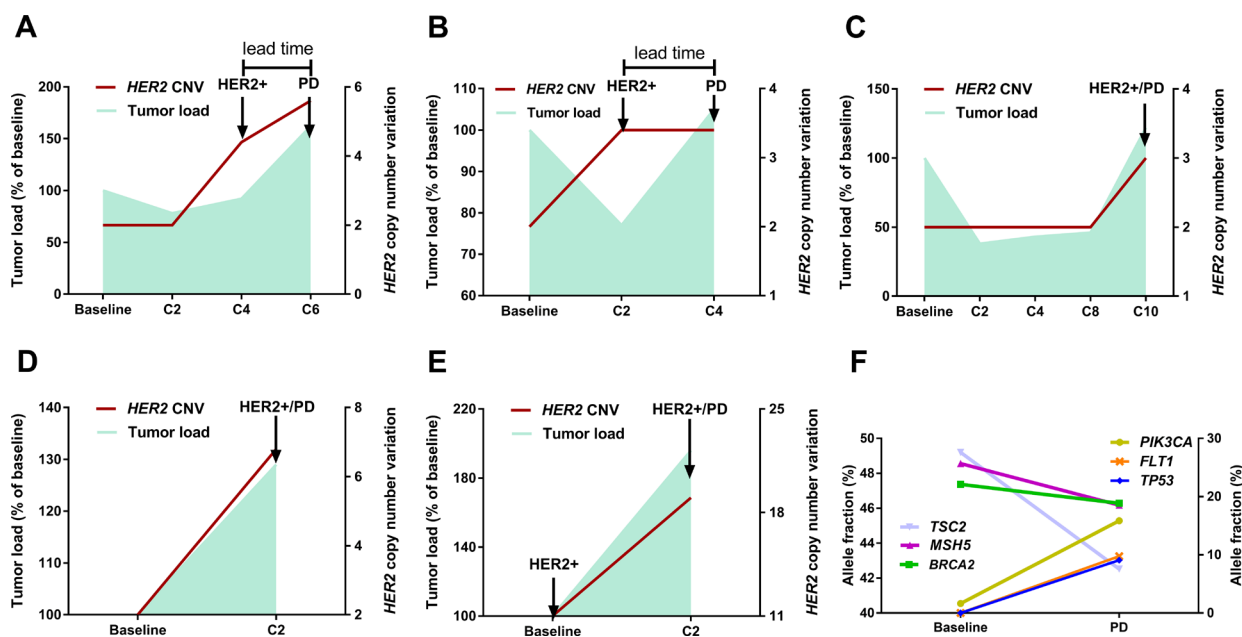 A
lead time
HER2+
PD
HER2 CNV
Tumor load
Tumor load (% of baseline)
200
150
100
50
0
6
4
2
0
HER2 copy number variation
Baseline
C2
C4
C6
B
lead time
HER2+
PD
HER2 CNV
Tumor load
Tumor load (% of baseline)
110
100
90
80
70
60
4
3
2
1
HER2 copy number variation
Baseline
C2
C4
C
HER2+/PD
HER2 CNV
Tumor load
Tumor load (% of baseline)
150
100
50
0
4
3
2
1
HER2 copy number variation
Baseline
C2
C4
C8
C10
D
HER2 CNV
Tumor load
HER2+/PD
Tumor load (% of baseline)
140
130
120
110
100
8
6
4
2
HER2 copy number variation
Baseline
C2
E
HER2 CNV
Tumor load
HER2+/PD
HER2+
Tumor load (% of baseline)
220
180
140
100
25
18
11
HER2 copy number variation
Baseline
C2
F
PIK3CA
FLT1
TP53
TSC2
MSH5
BRCA2
Allele fraction (%)
50
48
46
44
42
40
30
20
10
0
Allele fraction (%)
Baseline
PD